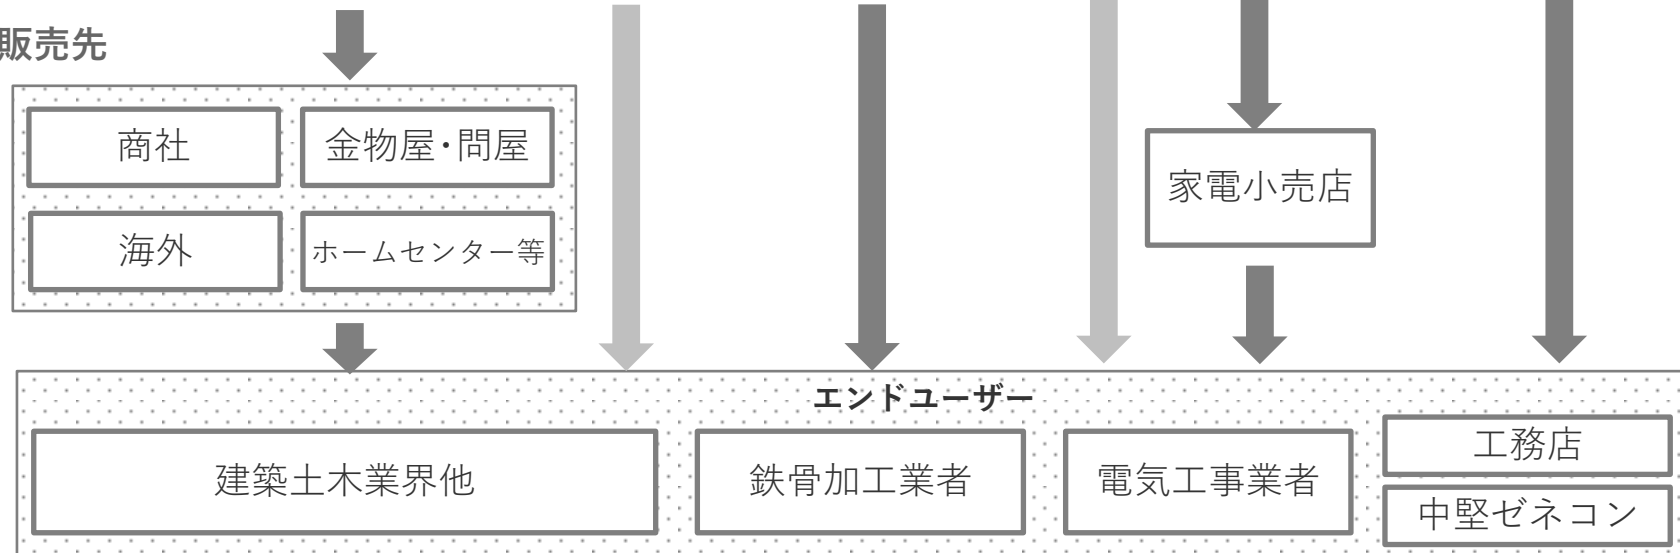 販売先
商社
金物屋・問屋
海外
ホームセンター等
家電小売店
エンドユーザー
建築土木業界他
鉄骨加工業者
電気工事業者
工務店
中堅ゼネコン